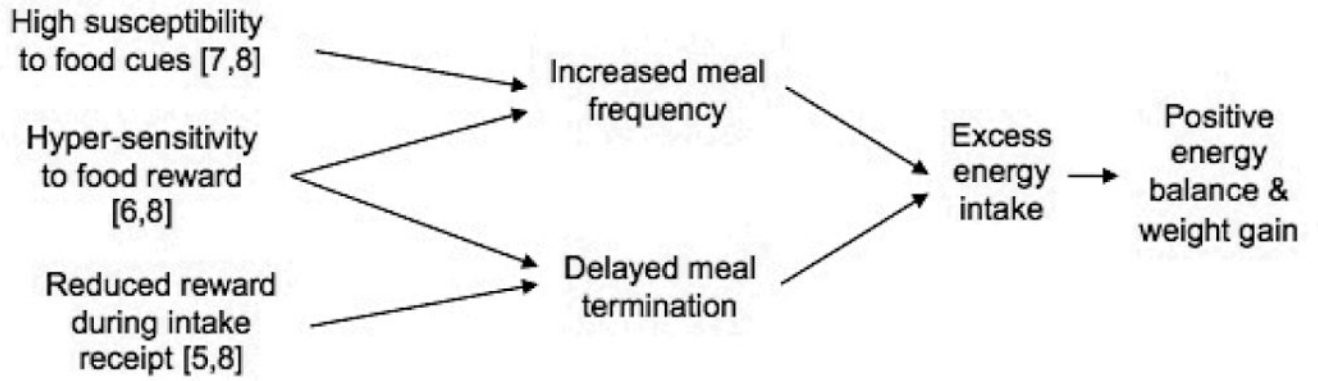 High susceptibility
to food cues [7,8]
Hyper-sensitivity
to food reward
[6,8]
Reduced reward
during intake
receipt [5,8]
Increased meal
frequency
Delayed meal
termination
Excess
energy
intake
Positive
energy
balance &
weight gain